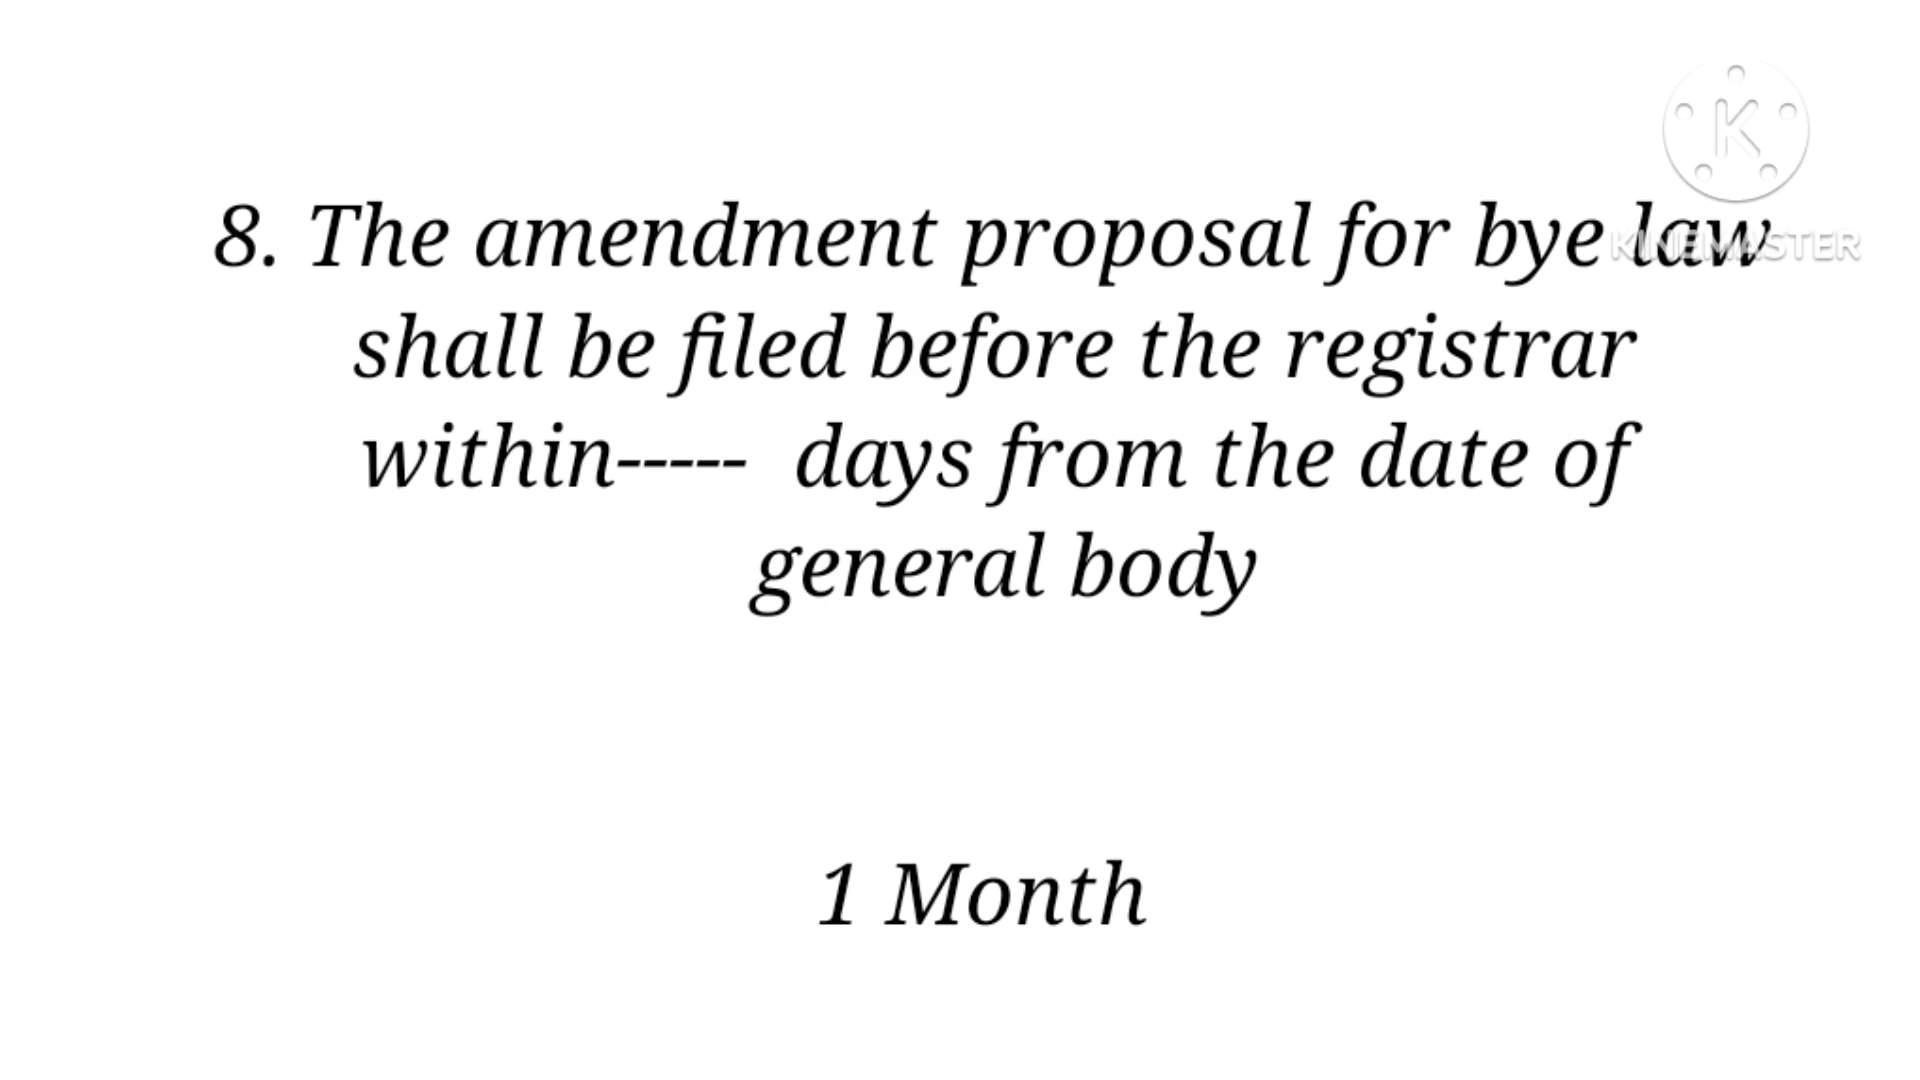 8. The amendment proposal for bye law
KINEMASTER
shall be filed before the registrar
within----- days from the date of
general body
1 Month